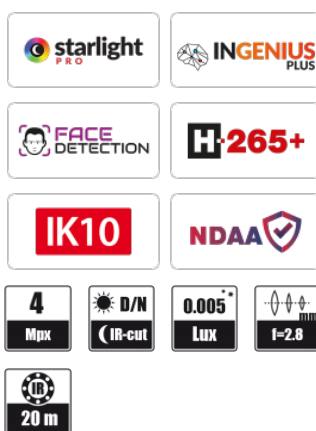 starlight
PRO
INGENIUS
PLUS
FACE
DETECTION
H·265+
IK10
NDAA
4
Mpx
D/N
IR-cut
0.005**
Lux
mm
f=2.8
IR
20 m